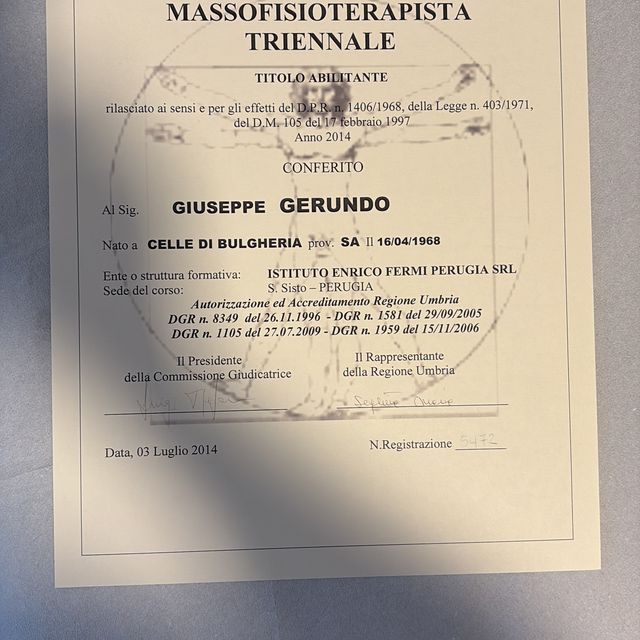 MASSOFISIOTERAPISTA
TRIENNALE
TITOLO ABILITANTE
rilasciato ai sensi e per gli effetti del D.P.R. n. 1406/1968, della Legge n. 403/1971,
del D.M. 105 del 17 febbraio 1997
Anno 2014
CONFERITO
Al Sig. GIUSEPPE GERUNDO
Nato a CELLE DI BULGHERIA prov. SA Il 16/04/1968
Ente o struttura formativa: ISTITUTO ENRICO FERMI PERUGIA SRL
Sede del corso: S. Sisto – PERUGIA
Autorizzazione ed Accreditamento Regione Umbria
DGR n. 8349 del 26.11.1996 - DGR n. 1581 del 29/09/2005
DGR n. 1105 del 27.07.2009 - DGR n. 1959 del 15/11/2006
Il Presidente Il Rappresentante
della Commissione Giudicatrice della Regione Umbria
Data, 03 Luglio 2014 N.Registrazione 5472